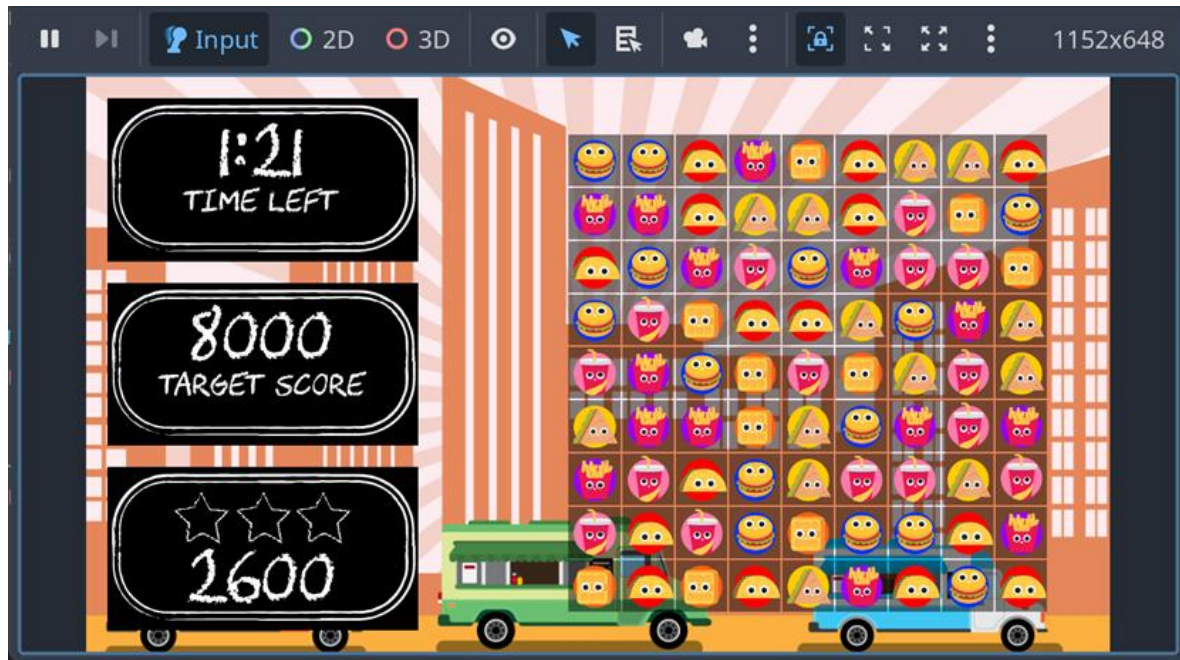 Input 2D 3D 1152x648
1:21
TIME LEFT
8000
TARGET SCORE
2600